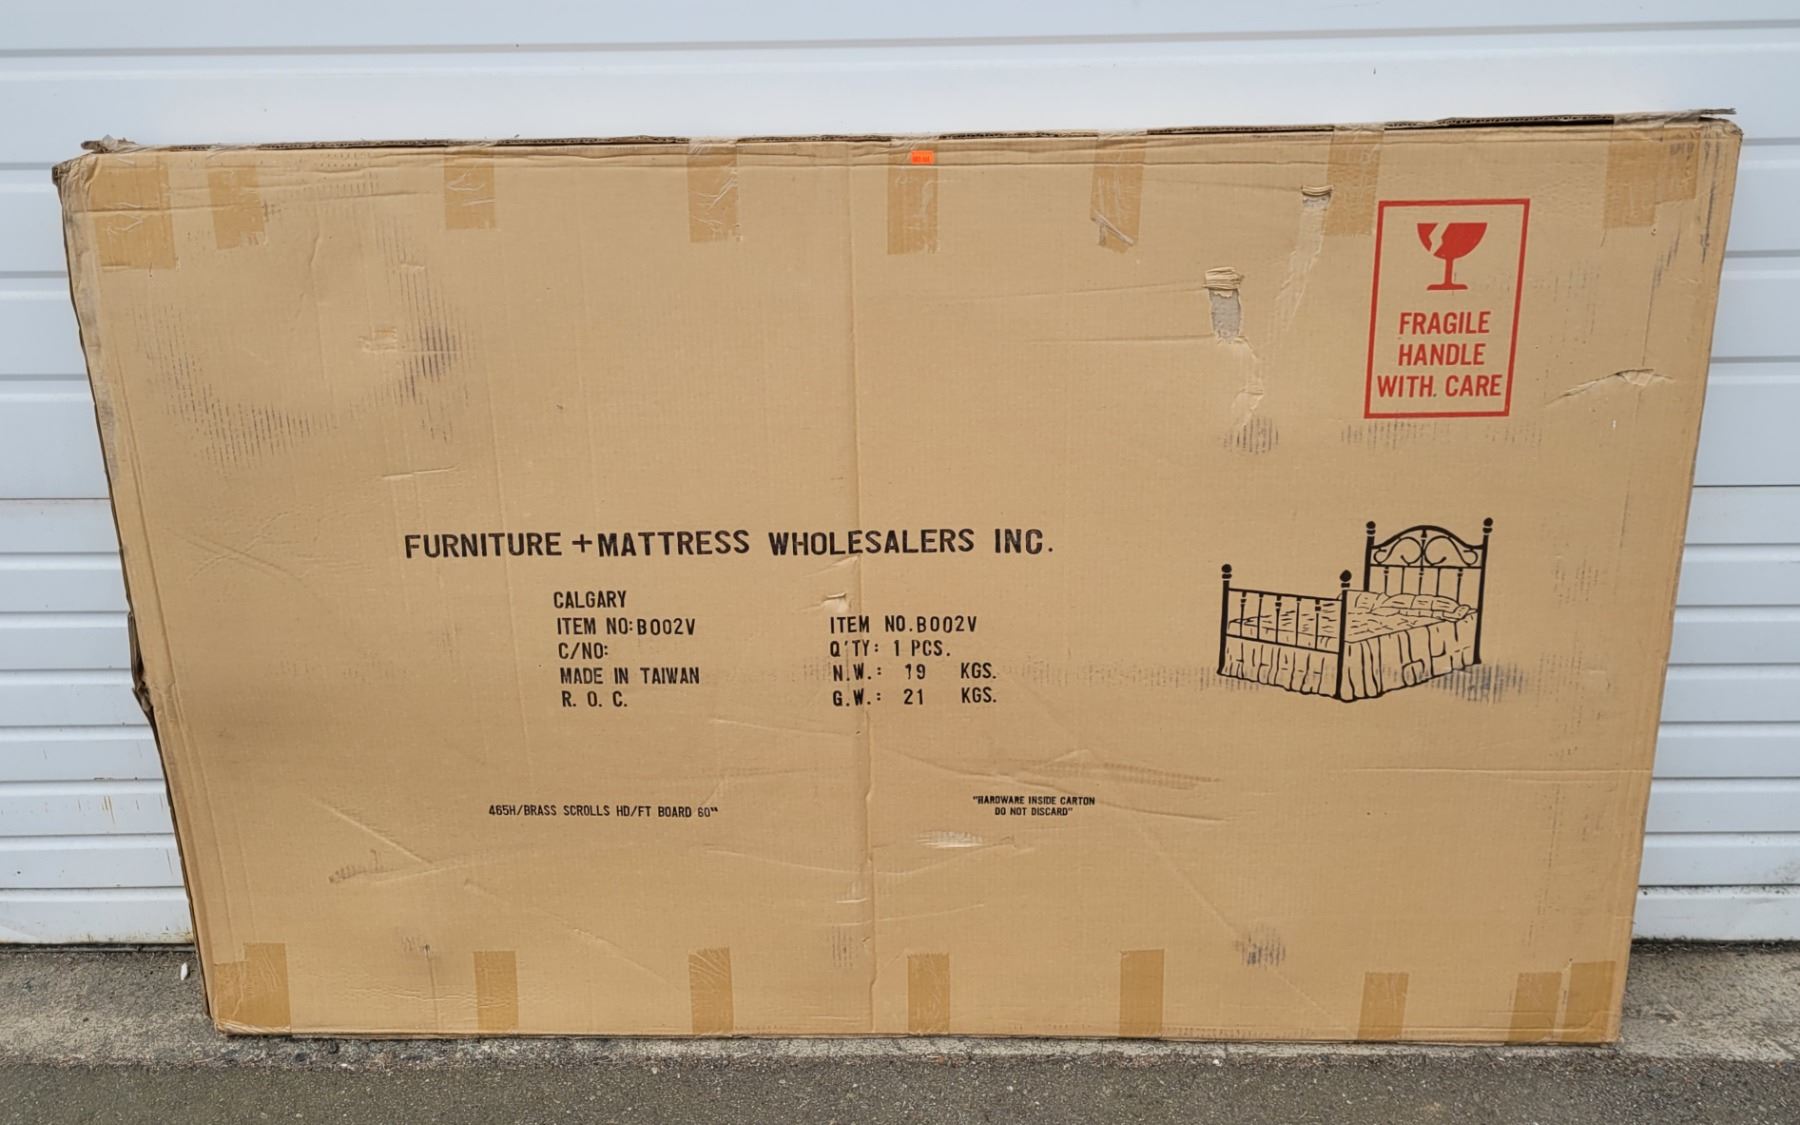 FRAGILE
HANDLE
WITH. CARE
FURNITURE + MATTRESS WHOLESALERS INC.
CALGARY
ITEM NO: B002V
C/NO:
MADE IN TAIWAN
R. O. C.
ITEM NO. B002V
Q'TY: 1 PCS.
N.W.: 19 KGS.
G.W.: 21 KGS.
465H/BRASS SCROLLS HD/FT BOARD 60"
"HARDWARE INSIDE CARTON
DO NOT DISCARD"